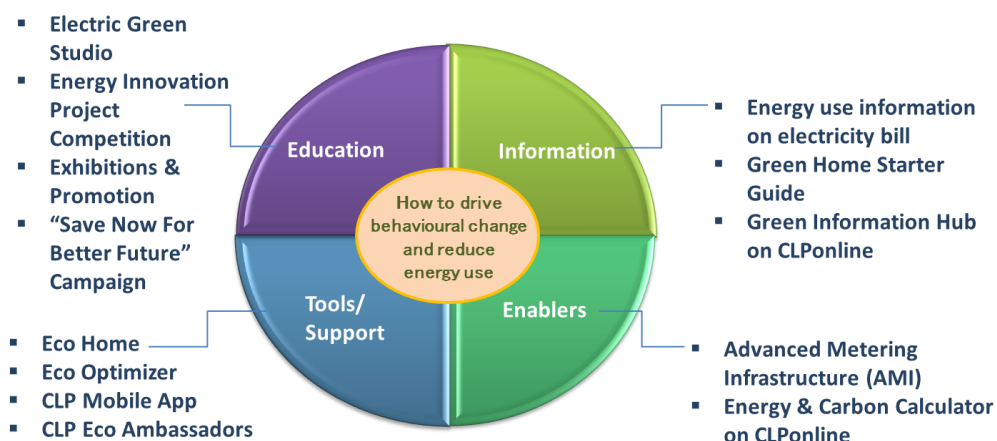 ▪ Electric Green
Studio
▪ Energy Innovation
Project
Competition
▪ Exhibitions &
Promotion
▪ “Save Now For
Better Future”
Campaign
Education
Information
▪ Energy use information
on electricity bill
▪ Green Home Starter
Guide
▪ Green Information Hub
on CLPonline
How to drive
behavioural change
and reduce
energy use
Tools/
Support
Enablers
▪ Eco Home
▪ Eco Optimizer
▪ CLP Mobile App
▪ CLP Eco Ambassadors
▪ Advanced Metering
Infrastructure (AMI)
▪ Energy & Carbon Calculator
on CLPonline